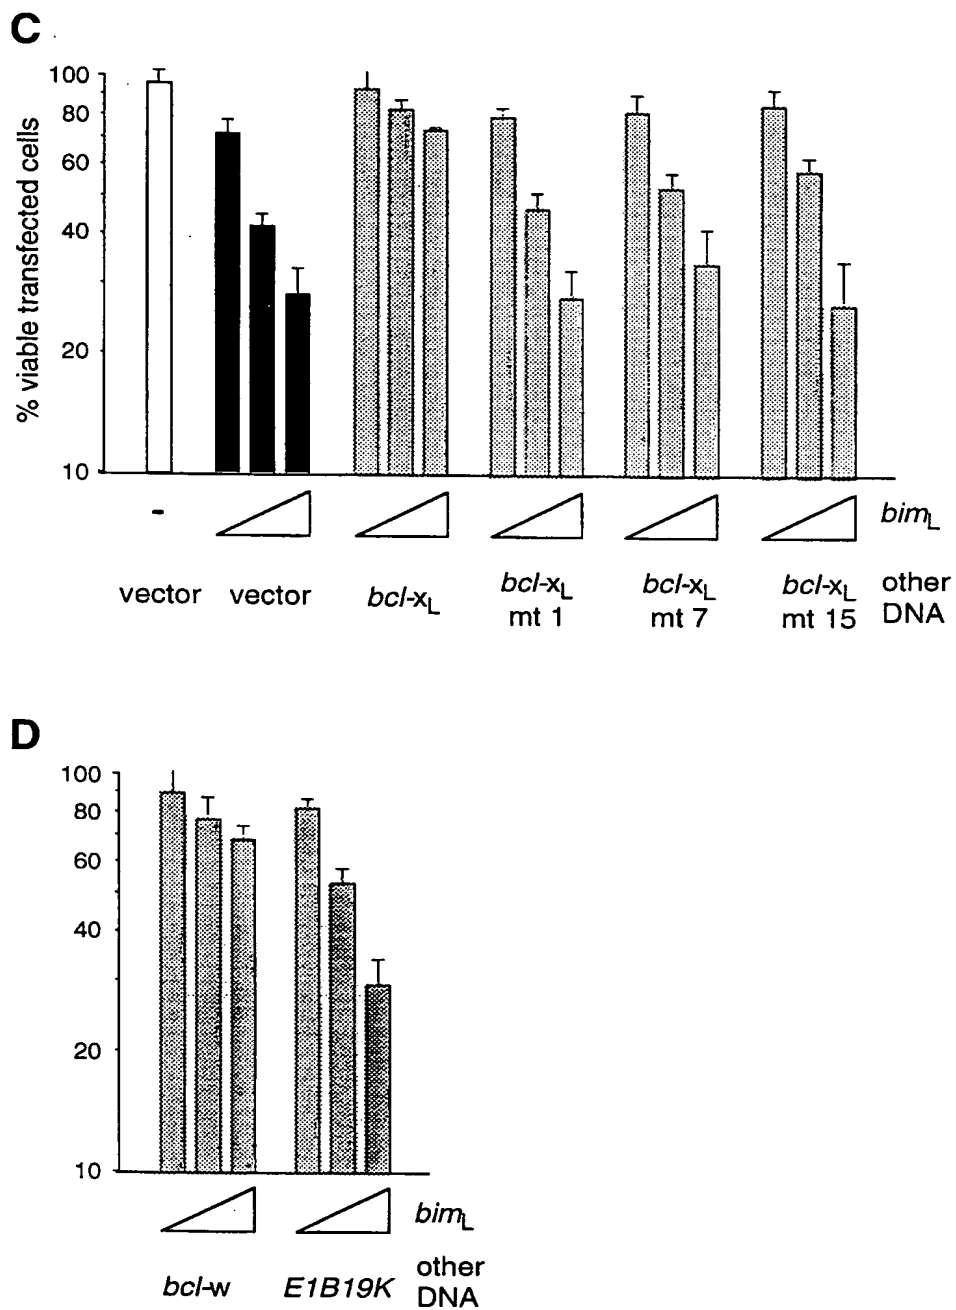 C
100
80
60
40
20
10
% viable transfected cells
- bimL
vector vector bcl-xL bcl-xL mt 1 bcl-xL mt 7 bcl-xL mt 15 other DNA
D
100
80
60
40
20
10
bimL
bcl-w E1B19K other DNA